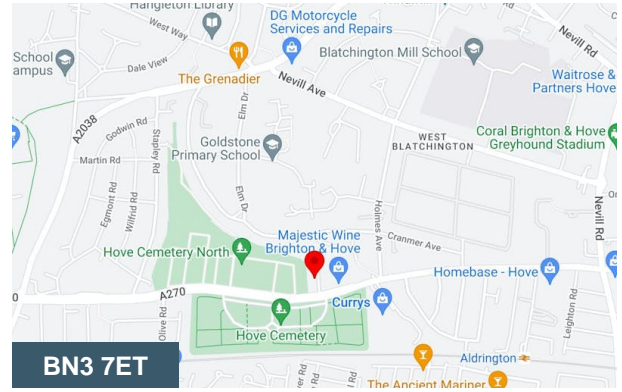 Hangleton Library
DG Motorcycle
Services and Repairs
Nevill Rd
West Way
School
Campus
Dale View
The Grenadier
Blatchington Mill School
Waitrose &
Partners Hove
A2038
Elm Dr
Nevill Ave
Godwin Rd
Stapley Rd
Goldstone
Primary School
WEST
BLATCHINGTON
Coral Brighton & Hove
Greyhound Stadium
Martin Rd
Egmont Rd
Wilfrid Rd
Elm Dr
Holmes Ave
Nevill Rd
Majestic Wine
Brighton & Hove
Cranmer Ave
Hove Cemetery North
Homebase - Hove
A270
Currys
Olive Rd
Hove Cemetery
Leighton Rd
BN3 7ET
Aldrington
The Ancient Mariner